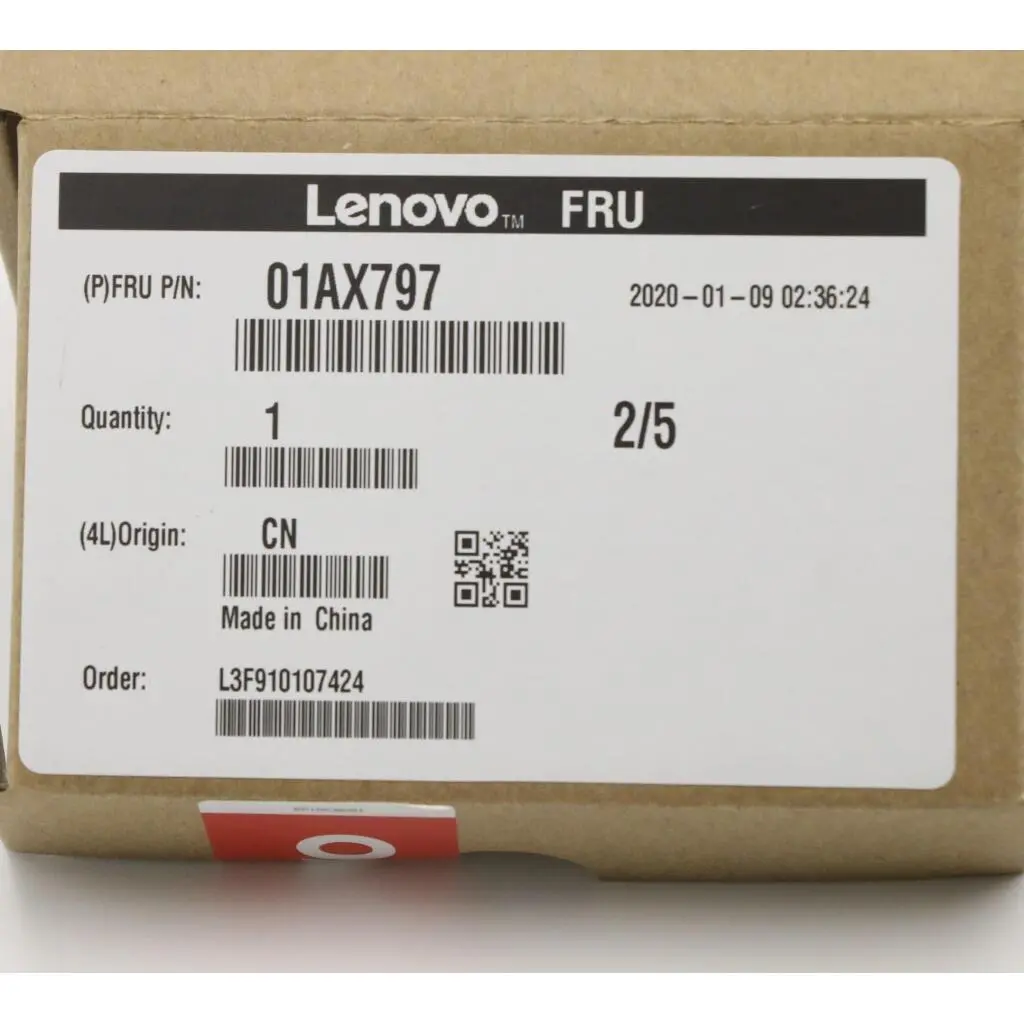 Lenovo™ FRU
(P)FRU P/N: 01AX797 2020-01-09 02:36:24
Quantity: 1 2/5
(4L)Origin: CN
Made in China
Order: L3F910107424